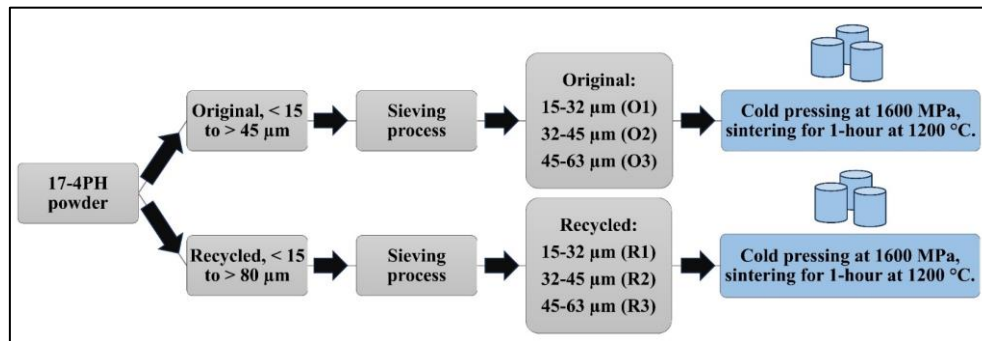 17-4PH
powder
Original, < 15
to > 45 µm
Sieving
process
Original:
15-32 µm (O1)
32-45 µm (O2)
45-63 µm (O3)
Cold pressing at 1600 MPa,
sintering for 1-hour at 1200 °C.
Recycled, < 15
to > 80 µm
Sieving
process
Recycled:
15-32 µm (R1)
32-45 µm (R2)
45-63 µm (R3)
Cold pressing at 1600 MPa,
sintering for 1-hour at 1200 °C.